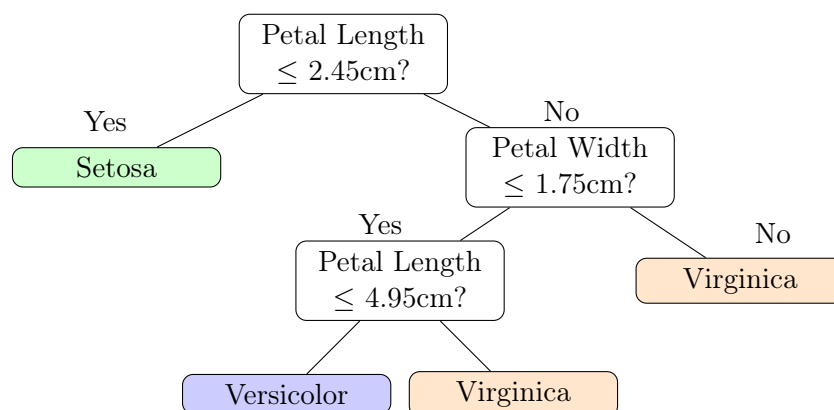 Petal Length
≤ 2.45cm?
Yes
No
Setosa
Petal Width
≤ 1.75cm?
Yes
No
Petal Length
≤ 4.95cm?
Virginica
Versicolor
Virginica